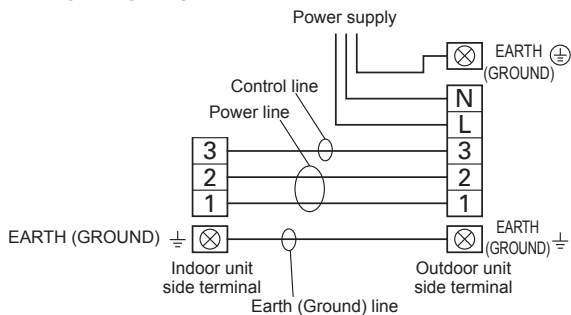 Power supply
EARTH
(GROUND)
Control line
Power line
N
L
3
2
1
3
2
1
EARTH (GROUND)
EARTH
(GROUND)
Indoor unit
side terminal
Outdoor unit
side terminal
Earth (Ground) line